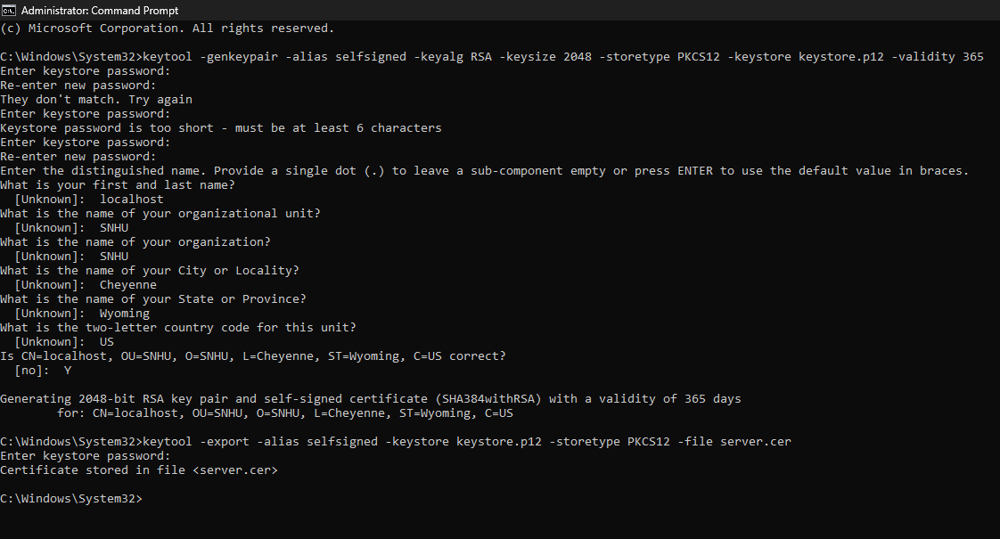 Administrator: Command Prompt
(c) Microsoft Corporation. All rights reserved.
C:\Windows\System32>keytool -genkeypair -alias selfsigned -keyalg RSA -keysize 2048 -storetype PKCS12 -keystore keystore.p12 -validity 365
Enter keystore password:
Re-enter new password:
They don't match. Try again
Enter keystore password:
Keystore password is too short - must be at least 6 characters
Enter keystore password:
Re-enter new password:
Enter the distinguished name. Provide a single dot (.) to leave a sub-component empty or press ENTER to use the default value in braces.
What is your first and last name?
  [Unknown]:  localhost
What is the name of your organizational unit?
  [Unknown]:  SNHU
What is the name of your organization?
  [Unknown]:  SNHU
What is the name of your City or Locality?
  [Unknown]:  Cheyenne
What is the name of your State or Province?
  [Unknown]:  Wyoming
What is the two-letter country code for this unit?
  [Unknown]:  US
Is CN=localhost, OU=SNHU, O=SNHU, L=Cheyenne, ST=Wyoming, C=US correct?
  [no]:  Y
Generating 2048-bit RSA key pair and self-signed certificate (SHA384withRSA) with a validity of 365 days
        for: CN=localhost, OU=SNHU, O=SNHU, L=Cheyenne, ST=Wyoming, C=US
C:\Windows\System32>keytool -export -alias selfsigned -keystore keystore.p12 -storetype PKCS12 -file server.cer
Enter keystore password:
Certificate stored in file <server.cer>
C:\Windows\System32>